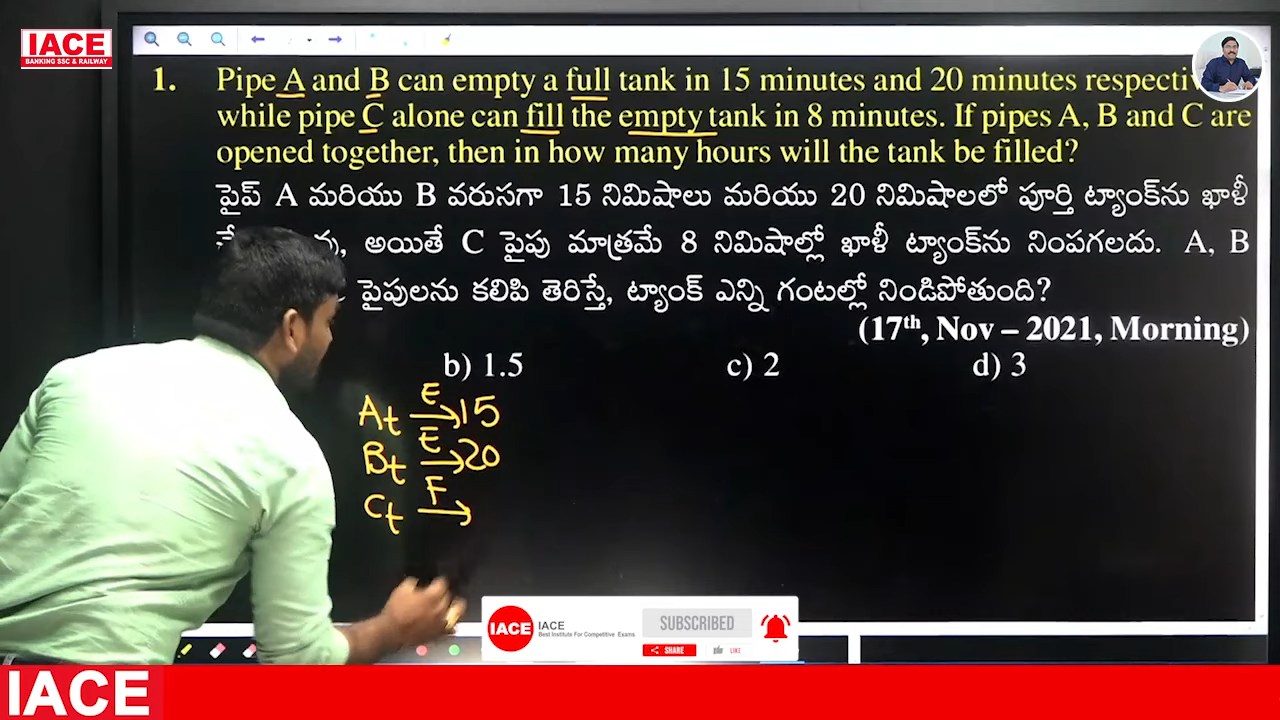 IACE
BANKING SSC & RAILWAY
1. Pipe A and B can empty a full tank in 15 minutes and 20 minutes
while pipe C alone can fill the empty tank in 8 minutes. If pipes A, B and C are
opened together, then in how many hours will the tank be filled?
పైప్ A మరియు B వరుసగా 15 నిమిషాలు మరియు 20 నిమిషాలలో పూర్తి ట్యాంక్‌ను ఖాళీ
అయితే C పైపు మాత్రమే 8 నిమిషాల్లో ఖాళీ ట్యాంక్‌ను నింపగలదు. A, B
పైపులను కలిపి తెరిస్తే, ట్యాంక్ ఎన్ని గంటల్లో నిండిపోతుంది?
(17th, Nov – 2021, Morning)
b) 1.5 c) 2 d) 3
At E→ 15
Bt E→ 20
Ct F→
IACE
IACE
Best Institute For Competitive Exams
SUBSCRIBED
SHARE
LIKE
IACE